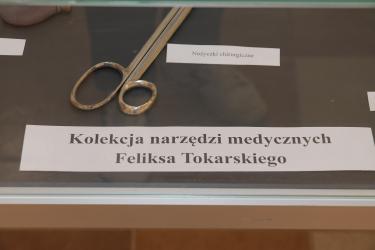 Nożyczki chirurgiczne
Kolekcja narzędzi medycznych
Feliksa Tokarskiego